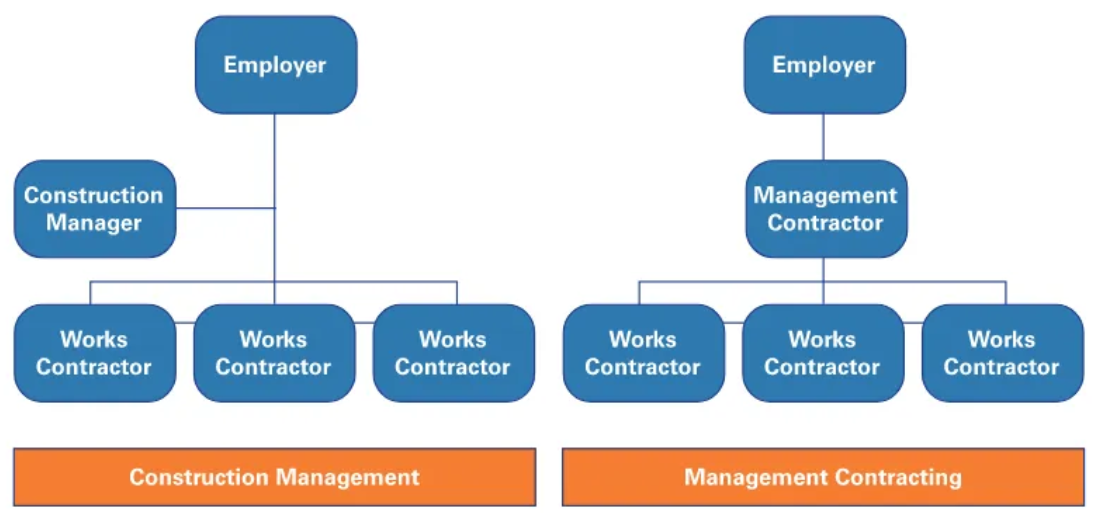 Employer
Construction
Manager
Works
Contractor
Works
Contractor
Works
Contractor
Construction Management
Employer
Management
Contractor
Works
Contractor
Works
Contractor
Works
Contractor
Management Contracting